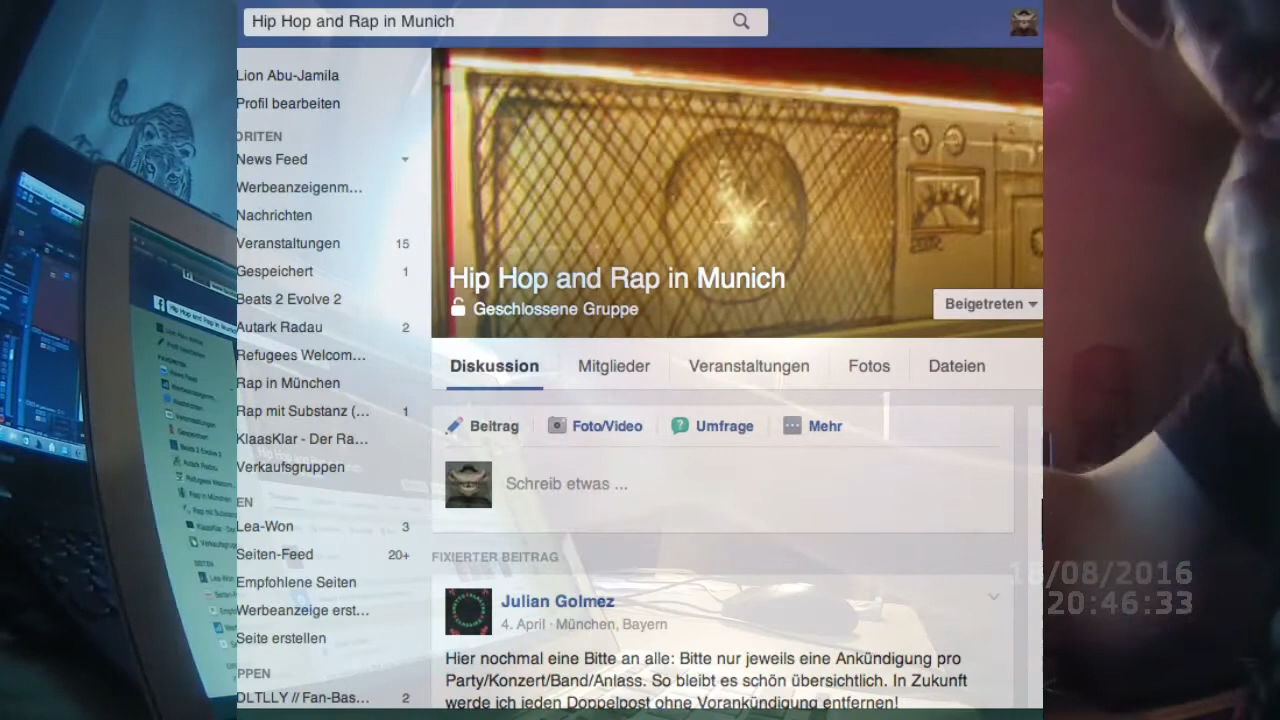 Hip Hop and Rap in Munich
Lion Abu-Jamila
Profil bearbeiten
ORITEN
News Feed
Werbeanzeigenm...
Nachrichten
Veranstaltungen 15
Gespeichert 1
Beats 2 Evolve 2
Autark Radau 2
Refugees Welcom...
Rap in München
Rap mit Substanz (... 1
KlaasKlar - Der Ra...
Verkaufsgruppen
EN
Lea-Won 3
Seiten-Feed 20+
Empfohlene Seiten
Werbeanzeige erst...
Seite erstellen
PPEN
DLTLLY // Fan-Bas... 2
Hip Hop and Rap in Munich
Geschlossene Gruppe
Beigetreten
Diskussion Mitglieder Veranstaltungen Fotos Dateien
Beitrag Foto/Video Umfrage Mehr
Schreib etwas ...
FIXIERTER BEITRAG
Julian Golmez
4. April · München, Bayern
Hier nochmal eine Bitte an alle: Bitte nur jeweils eine Ankündigung pro
Party/Konzert/Band/Anlass. So bleibt es schön übersichtlich. In Zukunft
werde ich jeden Doppelpost ohne Vorankündigung entfernen!
/08/2016
20:46:33